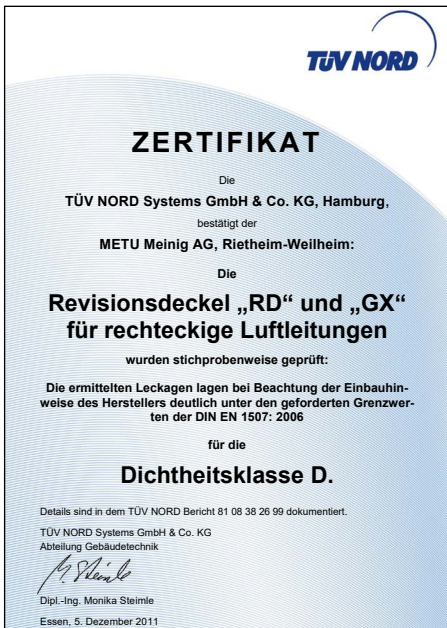 TÜV NORD
ZERTIFIKAT
Die
TÜV NORD Systems GmbH & Co. KG, Hamburg,
bestätigt der
METU Meinig AG, Rietheim-Weilheim:
Die
Revisionsdeckel „RD“ und „GX“
für rechteckige Luftleitungen
wurden stichprobenweise geprüft:
Die ermittelten Leckagen lagen bei Beachtung der Einbauhin-
weise des Herstellers deutlich unter den geforderten Grenzwer-
ten der DIN EN 1507: 2006
für die
Dichtheitsklasse D.
Details sind in dem TÜV NORD Bericht 81 08 38 26 99 dokumentiert.
TÜV NORD Systems GmbH & Co. KG
Abteilung Gebäudetechnik
M. Steimle
Dipl.-Ing. Monika Steimle
Essen, 5. Dezember 2011